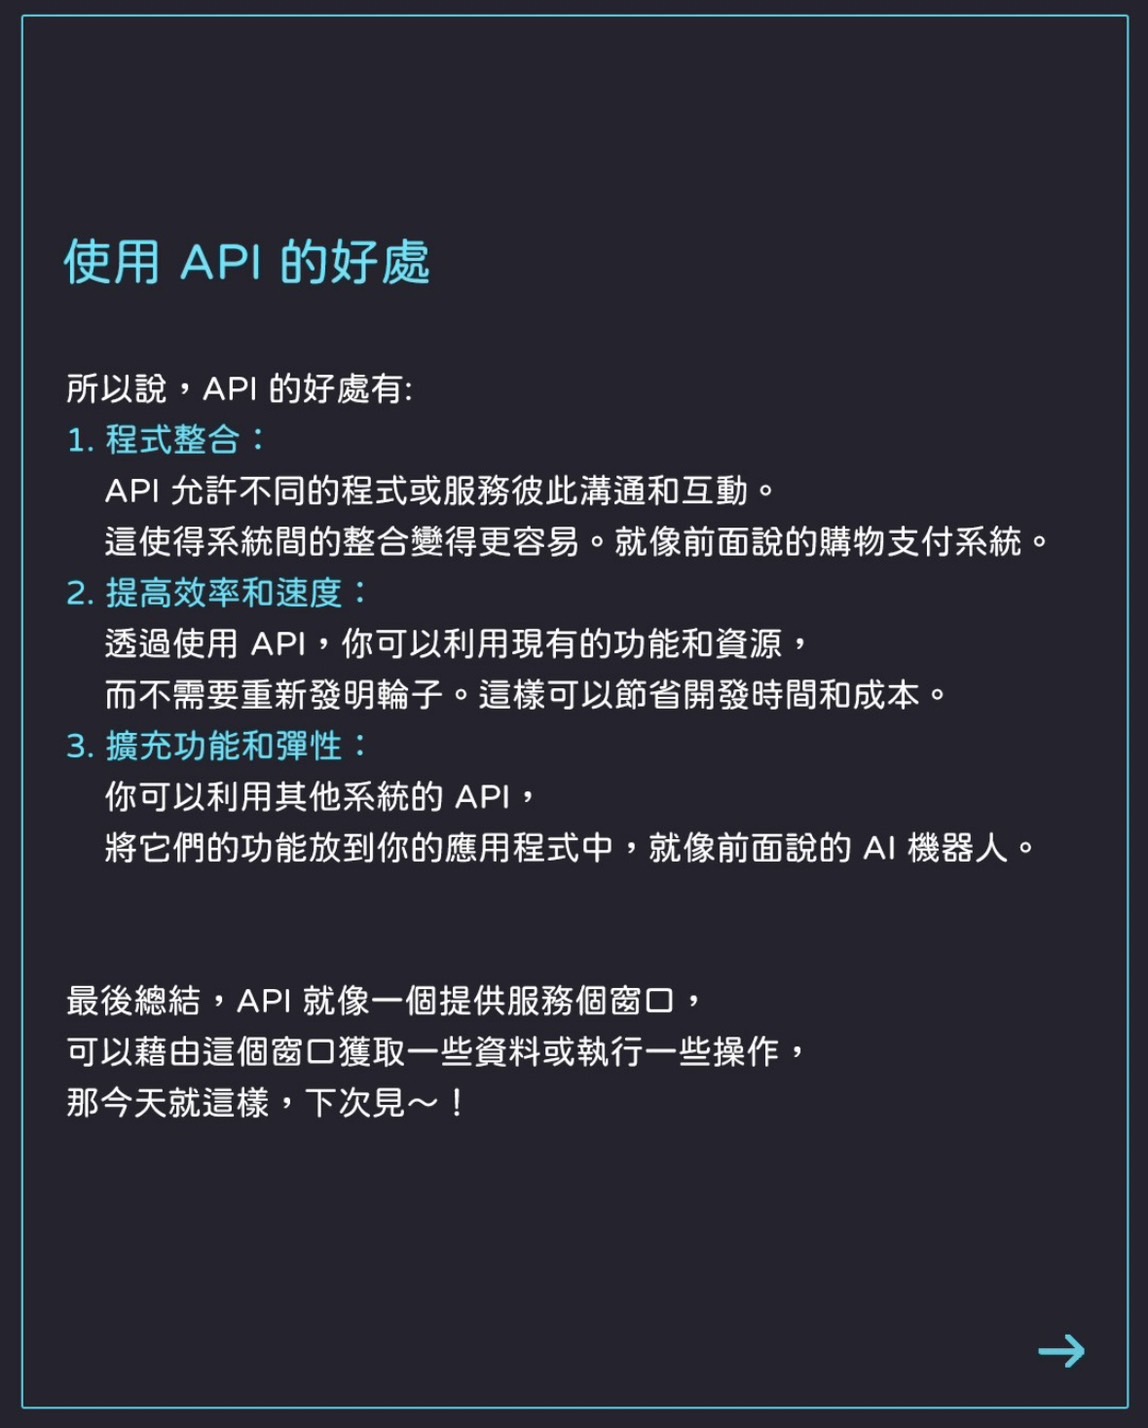 使用 API 的好處
所以說，API 的好處有:
1. 程式整合：
API 允許不同的程式或服務彼此溝通和互動。
這使得系統間的整合變得更容易。就像前面說的購物支付系統。
2. 提高效率和速度：
透過使用 API，你可以利用現有的功能和資源，
而不需要重新發明輪子。這樣可以節省開發時間和成本。
3. 擴充功能和彈性：
你可以利用其他系統的 API，
將它們的功能放到你的應用程式中，就像前面說的 AI 機器人。
最後總結，API 就像一個提供服務個窗口，
可以藉由這個窗口獲取一些資料或執行一些操作，
那今天就這樣，下次見～！